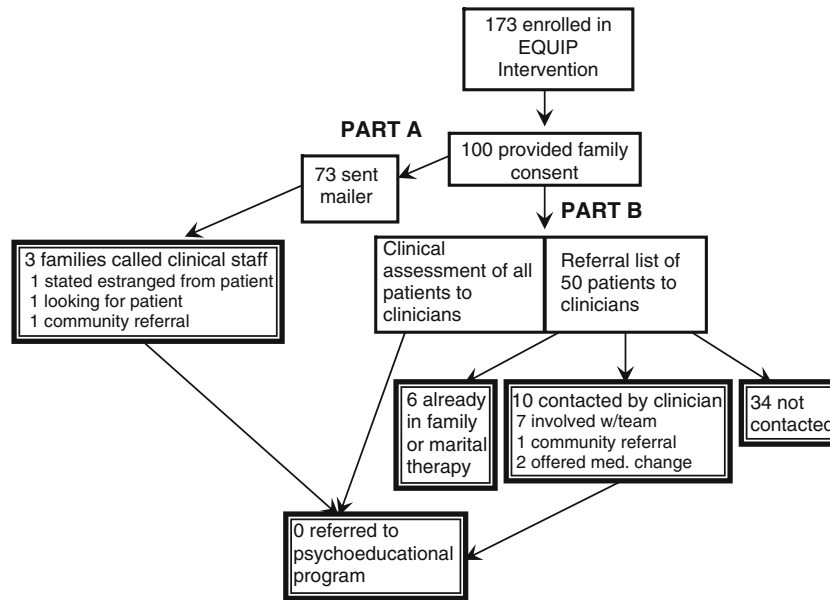 173 enrolled in
EQUIP
Intervention
PART A
100 provided family
consent
73 sent
mailer
PART B
3 families called clinical staff
1 stated estranged from patient
1 looking for patient
1 community referral
Clinical
assessment of all
patients to
clinicians
Referral list of
50 patients to
clinicians
6 already
in family
or marital
therapy
10 contacted by clinician
7 involved w/team
1 community referral
2 offered med. change
34 not
contacted
0 referred to
psychoeducational
program